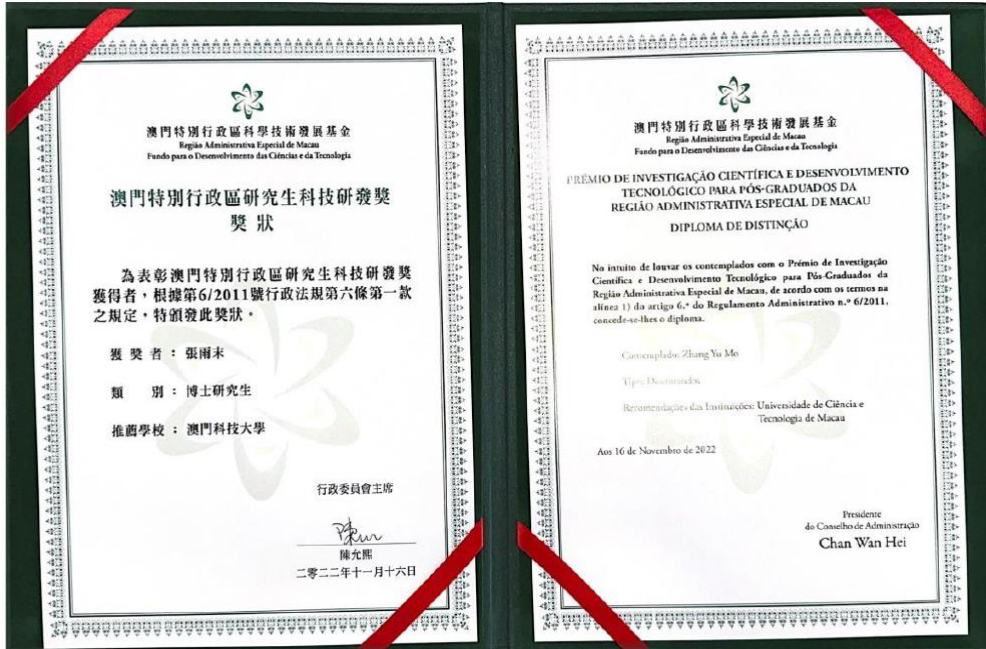 澳門特別行政區科學技術發展基金
Região Administrativa Especial de Macau
Fundo para o Desenvolvimento das Ciências e da Tecnologia
澳門特別行政區研究生科技研發獎
獎狀
為表彰澳門特別行政區研究生科技研發獎
獲得者，根據第6/2011號行政法規第六條第一款
之規定，特頒發此獎狀。
獲獎者：張雨末
類別：博士研究生
推薦學校：澳門科技大學
行政委員會主席
陳允熙
二零二二年十一月十六日
澳門特別行政區科學技術發展基金
Região Administrativa Especial de Macau
Fundo para o Desenvolvimento das Ciências e da Tecnologia
PRÉMIO DE INVESTIGAÇÃO CIENTÍFICA E DESENVOLVIMENTO
TECNOLÓGICO PARA PÓS-GRADUADOS DA
REGIÃO ADMINISTRATIVA ESPECIAL DE MACAU
DIPLOMA DE DISTINÇÃO
No intuito de louvar os contemplados com o Prémio de Investigação
Científica e Desenvolvimento Tecnológico para Pós-Graduados da
Região Administrativa Especial de Macau, de acordo com os termos na
alínea 1) do artigo 6.º do Regulamento Administrativo n.º 6/2011,
concede-se-lhes o diploma.
Contemplado: Zhang Yu Mo
Tipo: Doutorandos
Recomendações das Instituições: Universidade de Ciência e
Tecnologia de Macau
Aos 16 de Novembro de 2022
Presidente
do Conselho de Administração
Chan Wan Hei